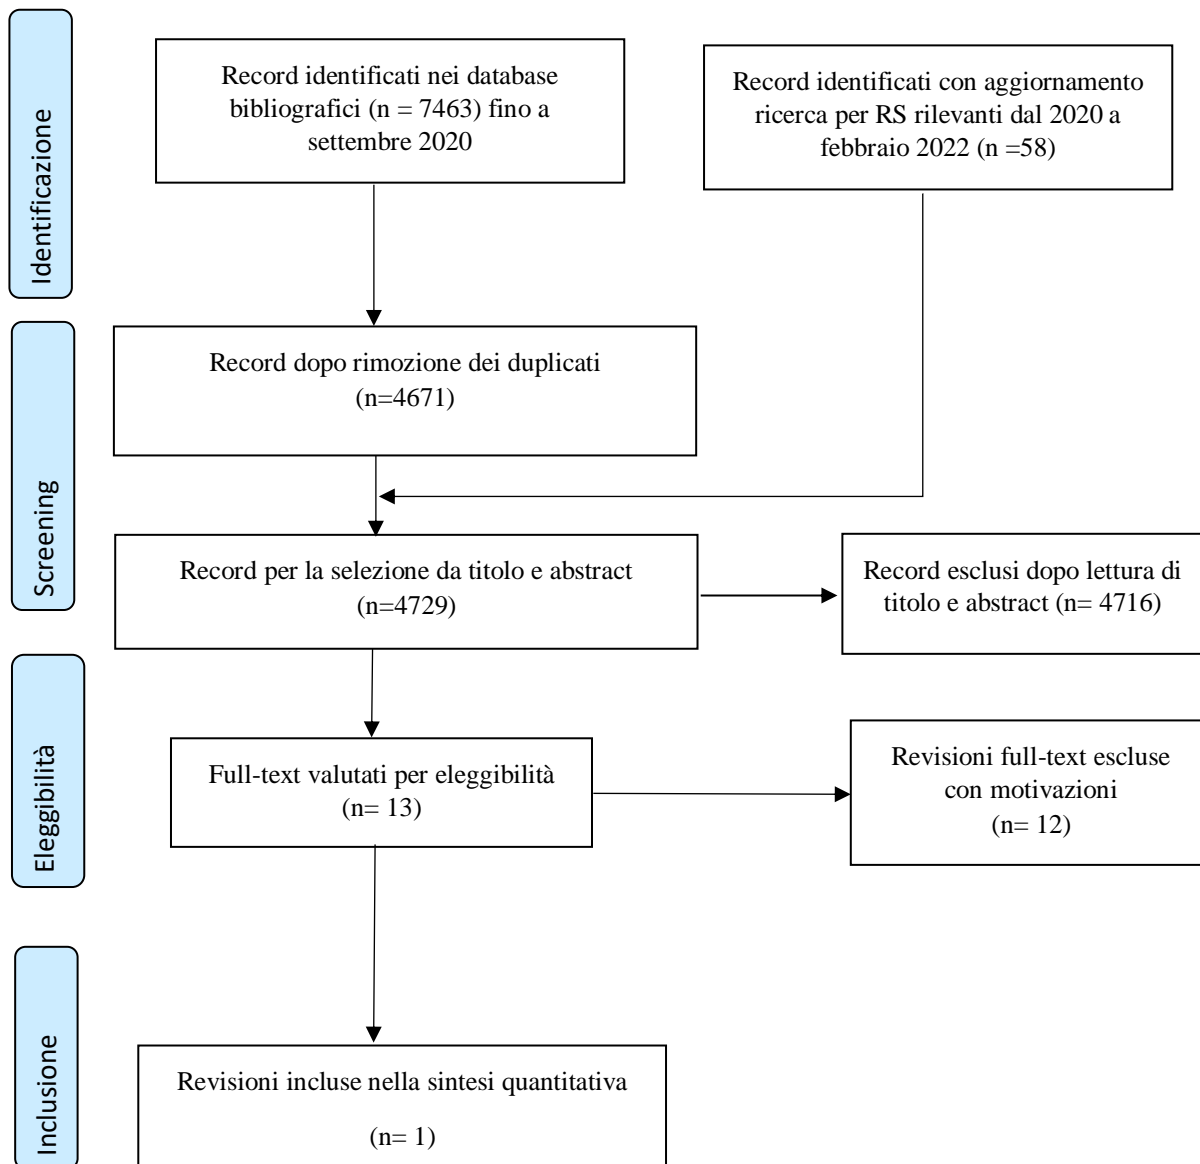 Identificazione
Record identificati nei database
bibliografici (n = 7463) fino a
settembre 2020
Record identificati con aggiornamento
ricerca per RS rilevanti dal 2020 a
febbraio 2022 (n =58)
Screening
Record dopo rimozione dei duplicati
(n=4671)
Record per la selezione da titolo e abstract
(n=4729)
Record esclusi dopo lettura di
titolo e abstract (n= 4716)
Eleggibilità
Full-text valutati per eleggibilità
(n= 13)
Revisioni full-text escluse
con motivazioni
(n= 12)
Inclusione
Revisioni incluse nella sintesi quantitativa
(n= 1)